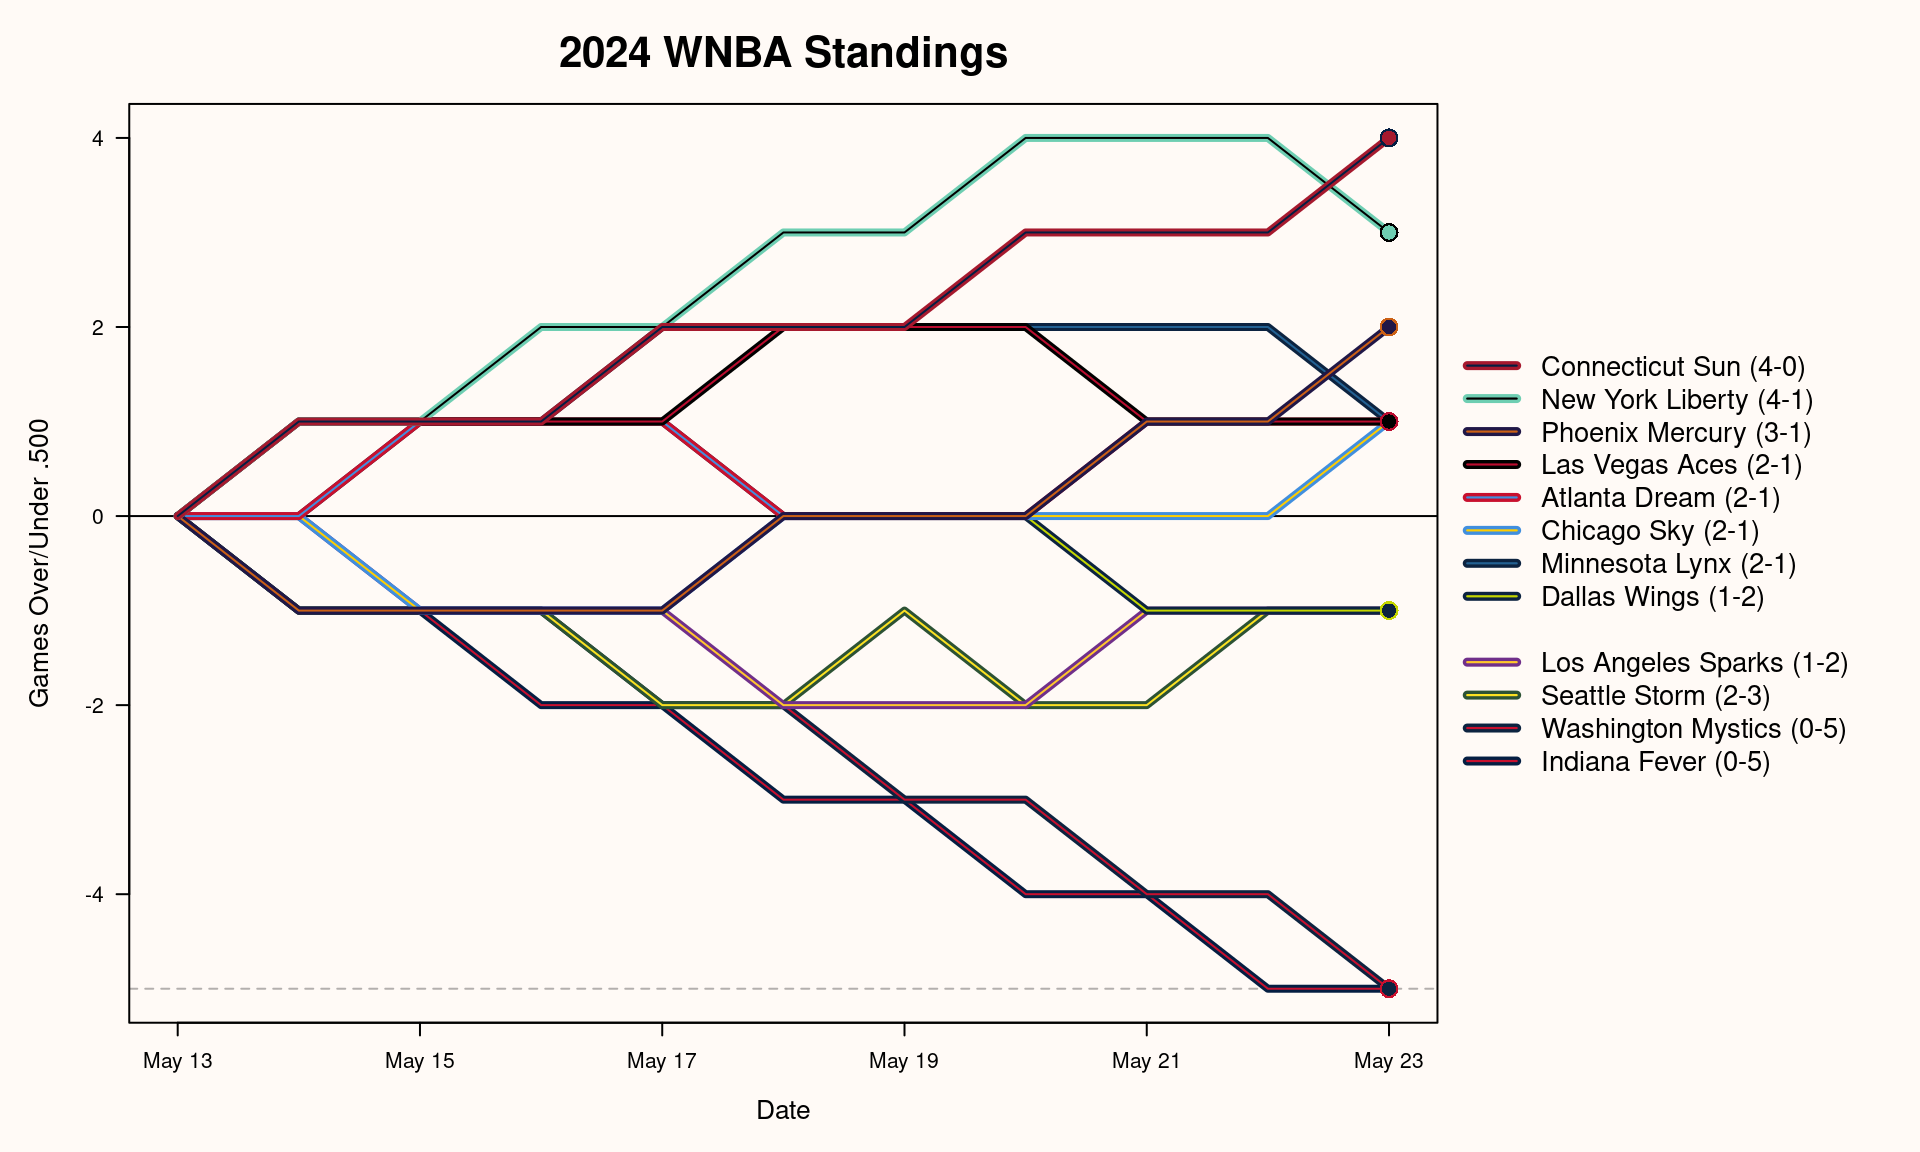 2024 WNBA Standings
Games Over/Under .500
4
2
0
-2
-4
May 13
May 15
May 17
May 19
May 21
May 23
Date
Connecticut Sun (4-0)
New York Liberty (4-1)
Phoenix Mercury (3-1)
Las Vegas Aces (2-1)
Atlanta Dream (2-1)
Chicago Sky (2-1)
Minnesota Lynx (2-1)
Dallas Wings (1-2)
Los Angeles Sparks (1-2)
Seattle Storm (2-3)
Washington Mystics (0-5)
Indiana Fever (0-5)